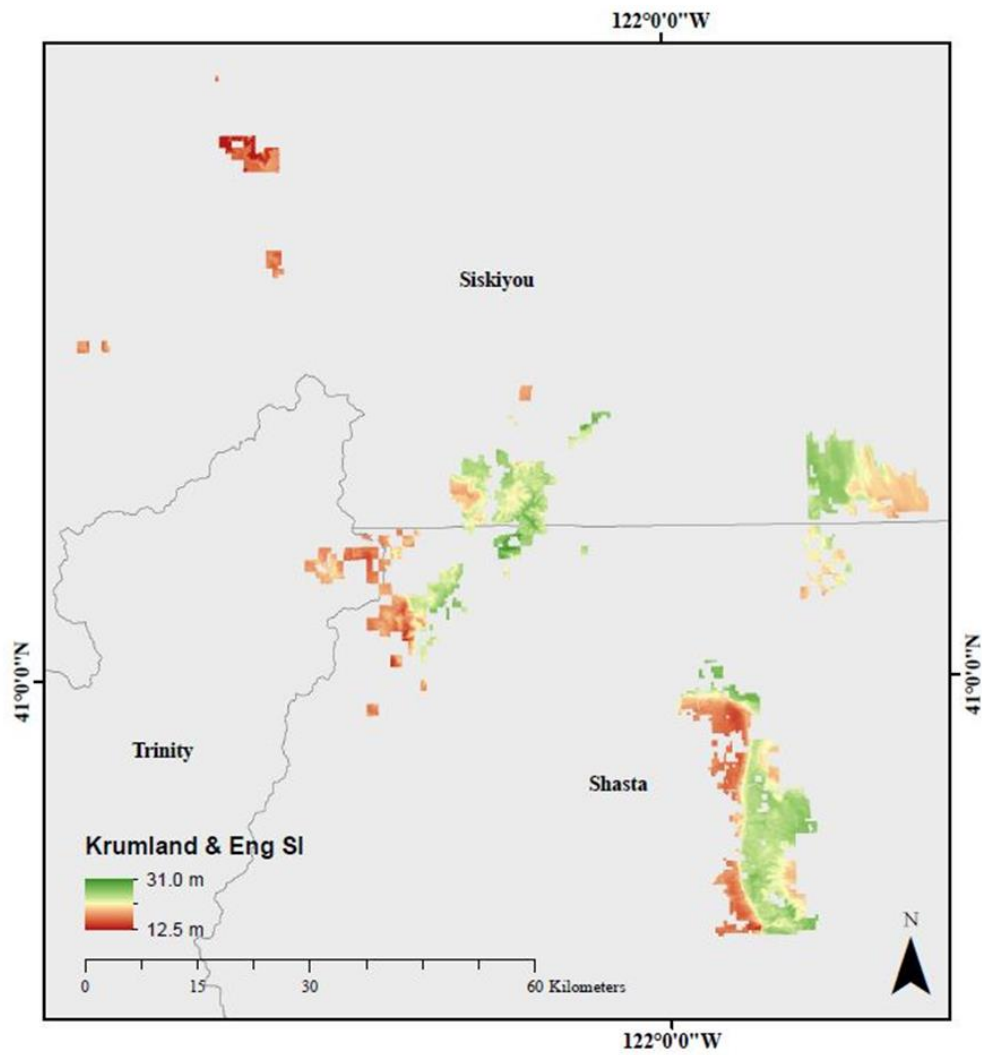 122°0'0"W
Siskiyou
41°0'0"N
41°0'0"N
Trinity
Shasta
Krumland & Eng SI
31.0 m
12.5 m
N
0 15 30 60 Kilometers
122°0'0"W